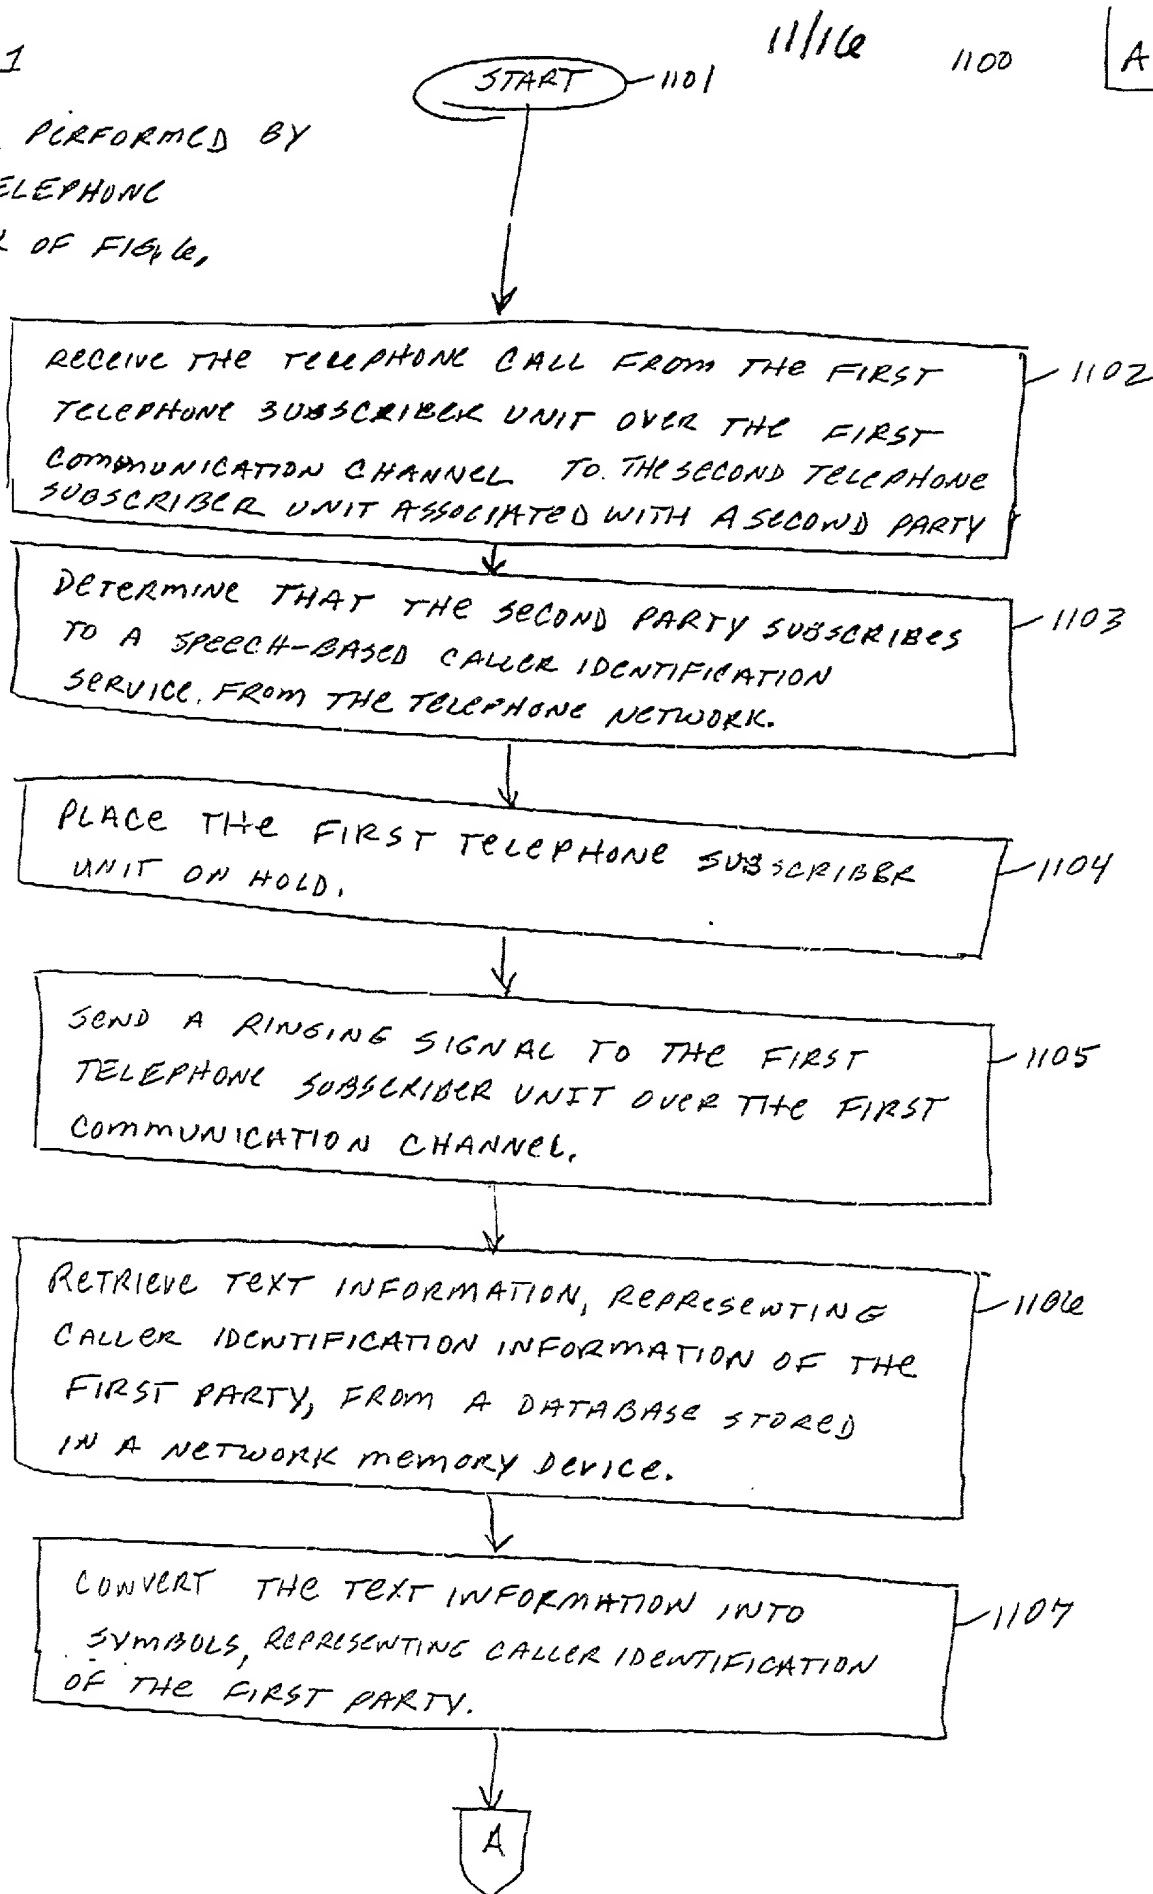 11/16
1100
A
1
START
1101
PERFORMED BY
ELEPHONE
OF FIG. 6.
RECEIVE THE TELEPHONE CALL FROM THE FIRST
TELEPHONE SUBSCRIBER UNIT OVER THE FIRST
COMMUNICATION CHANNEL TO THE SECOND TELEPHONE
SUBSCRIBER UNIT ASSOCIATED WITH A SECOND PARTY
1102
DETERMINE THAT THE SECOND PARTY SUBSCRIBES
TO A SPEECH-BASED CALLER IDENTIFICATION
SERVICE. FROM THE TELEPHONE NETWORK.
1103
PLACE THE FIRST TELEPHONE SUBSCRIBER
UNIT ON HOLD.
1104
SEND A RINGING SIGNAL TO THE FIRST
TELEPHONE SUBSCRIBER UNIT OVER THE FIRST
COMMUNICATION CHANNEL.
1105
RETRIEVE TEXT INFORMATION, REPRESENTING
CALLER IDENTIFICATION INFORMATION OF THE
FIRST PARTY, FROM A DATABASE STORED
IN A NETWORK MEMORY DEVICE.
1106
CONVERT THE TEXT INFORMATION INTO
SYMBOLS, REPRESENTING CALLER IDENTIFICATION
OF THE FIRST PARTY.
1107
A